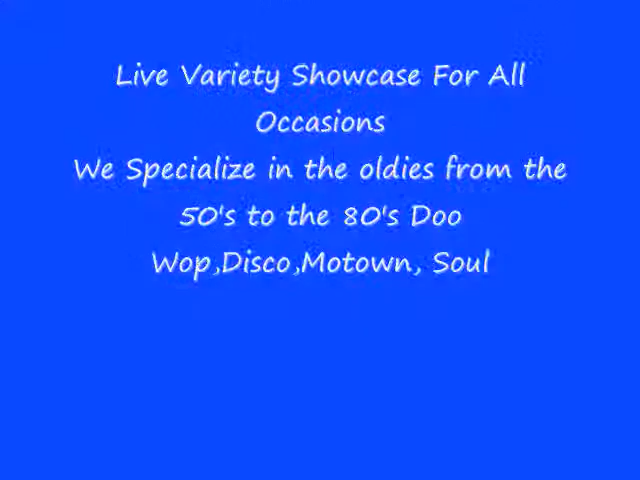 Live Variety Showcase For All
Occasions
We Specialize in the oldies from the
50's to the 80's Doo
Wop,Disco,Motown, Soul